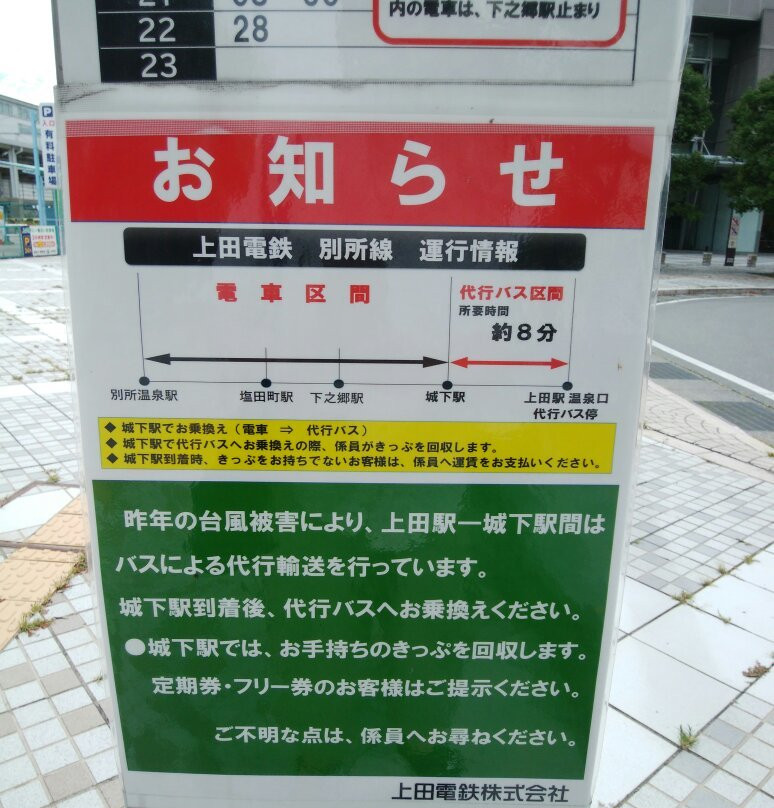 内の電車は、下之郷駅止まり
22 28
23
P
入口
有料駐車場
お知らせ
上田電鉄 別所線 運行情報
電車区間
代行バス区間
所要時間
約8分
別所温泉駅
塩田町駅
下之郷駅
城下駅
上田駅 温泉口
代行バス停
◆ 城下駅でお乗換え(電車 ⇒ 代行バス)
◆ 城下駅で代行バスへお乗換えの際、係員がきっぷを回収します。
◆ 城下駅到着時、きっぷをお持ちでないお客様は、係員へ運賃をお支払いください。
昨年の台風被害により、上田駅ー城下駅間は
バスによる代行輸送を行っています。
城下駅到着後、代行バスへお乗換えください。
●城下駅では、お手持ちのきっぷを回収します。
定期券・フリー券のお客様はご提示ください。
ご不明な点は、係員へお尋ねください。
上田電鉄株式会社